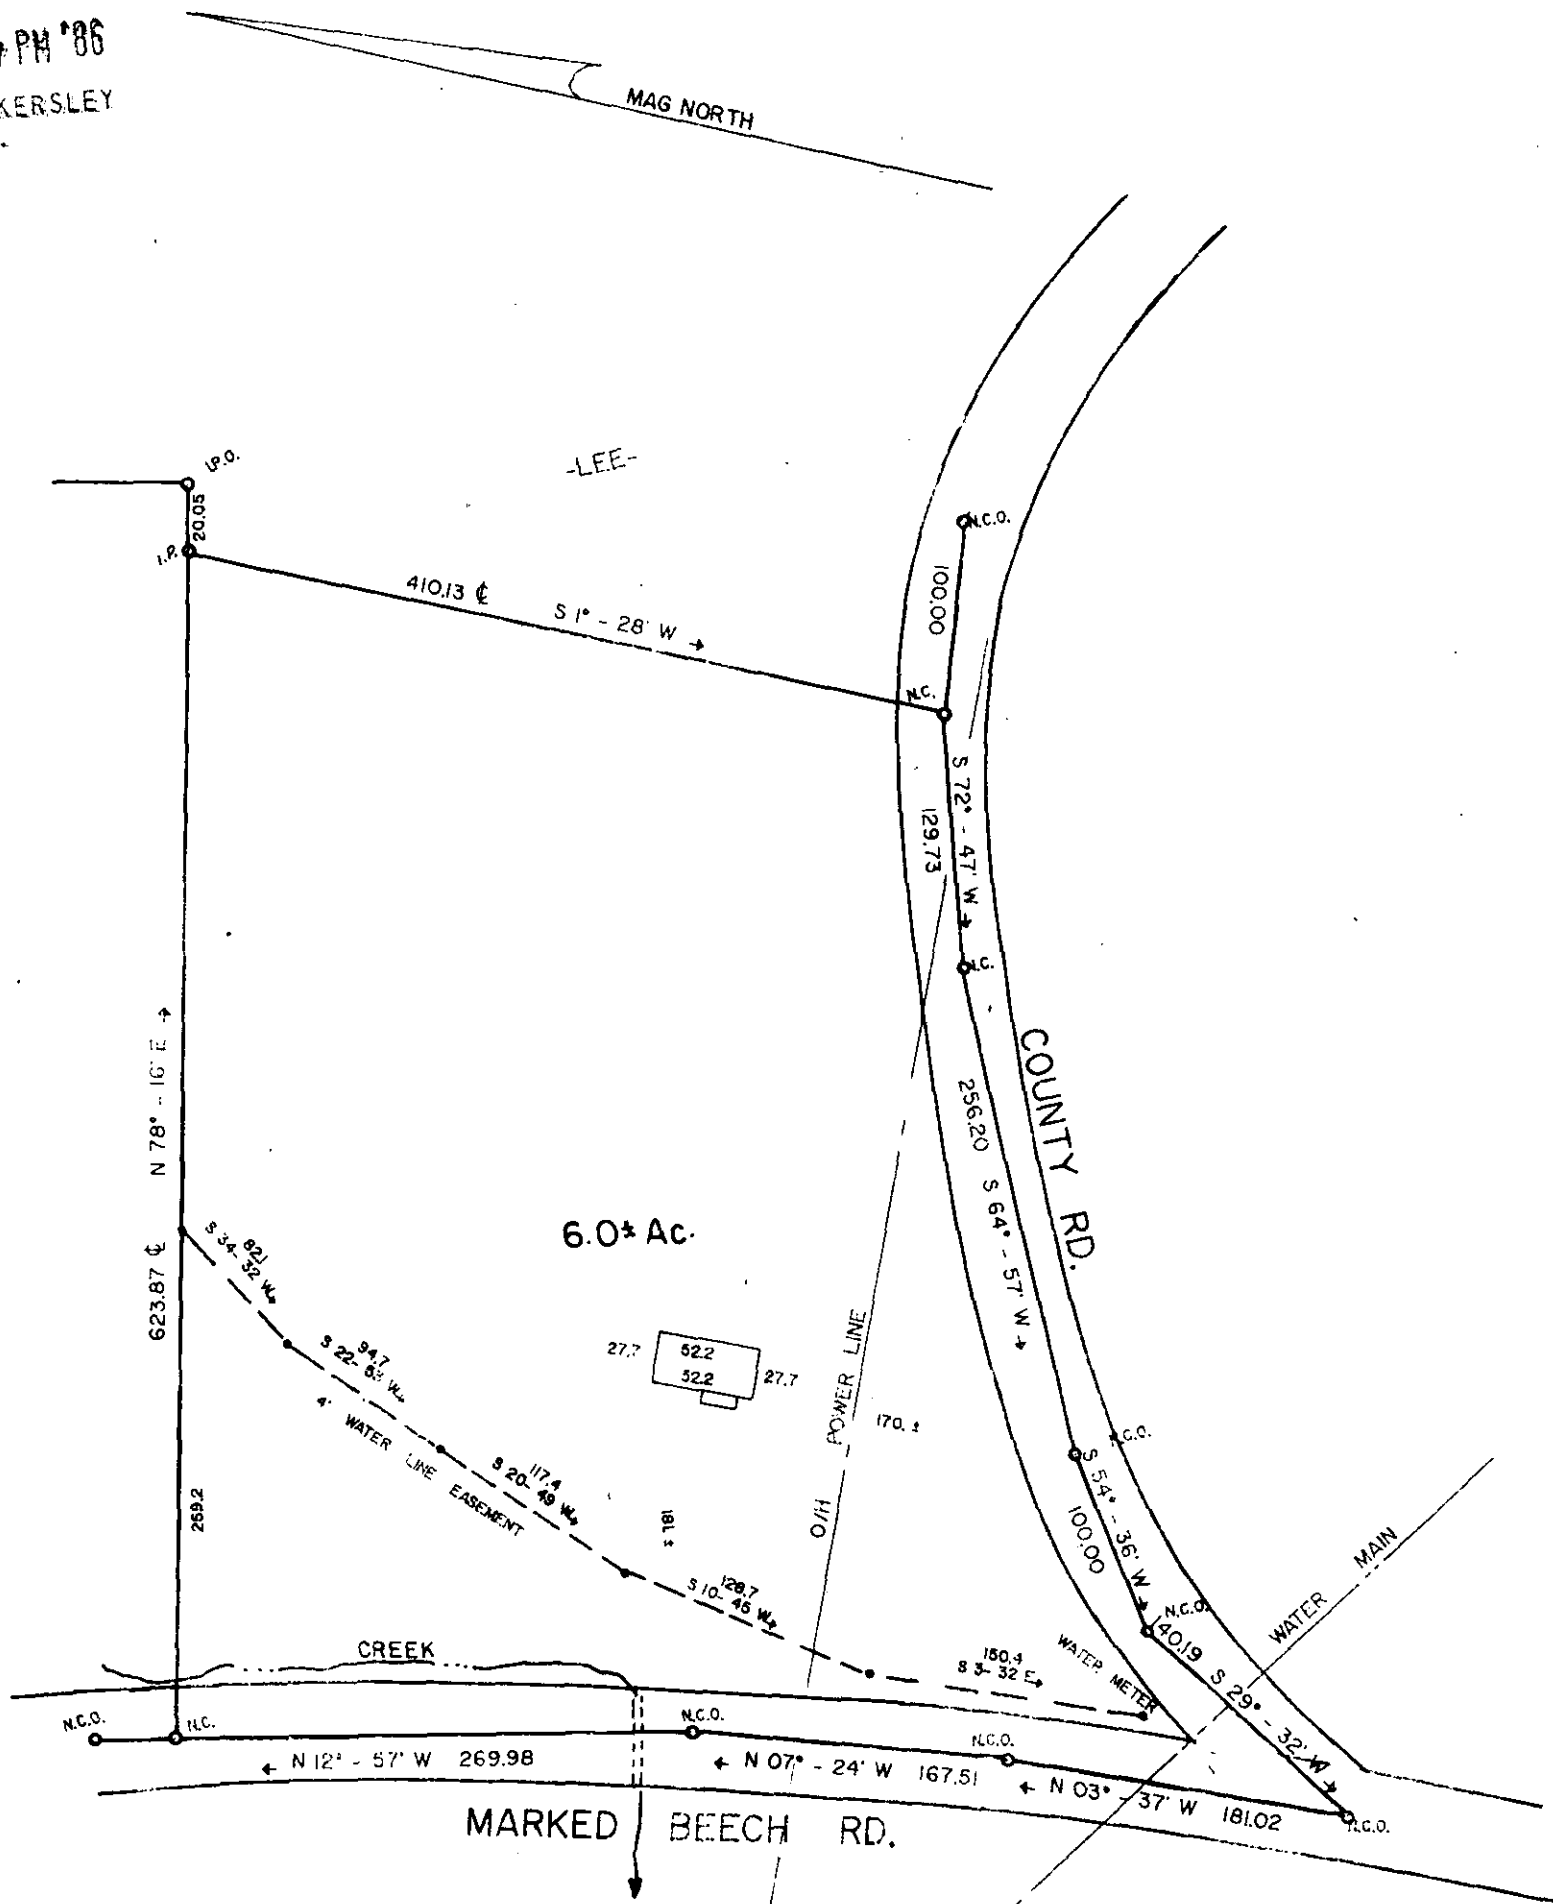 PM '86
KERSLEY
MAG NORTH
-LEE-
I.P.O.
20.05
I.P.
410.13 ℄ S 1° - 28' W →
N.C.O.
100.00
N.C.
S 72° - 47' W →
129.73
N.C.
COUNTY RD.
256.20 S 64° - 57' W →
N 78° - 16' E →
623.87 ℄
6.0± Ac.
82.1
S 34- 32 W→
94.7
S 22- 53 W→
4' WATER LINE EASEMENT
117.4
S 20- 49 W→
128.7
S 10- 45 W→
150.4
S 3- 32 E→
27.7
52.2
52.2
27.7
O/H POWER LINE
170. ±
181. ±
259.2
N.C.O.
S 54° - 36' W →
100.00
N.C.O.
140.19 S 29° - 32' W →
WATER MAIN
WATER METER
CREEK
N.C.O.
N.C.
N.C.O.
N.C.O.
N.C.O.
← N 12° - 57' W 269.98
← N 07° - 24' W 167.51
← N 03° - 37' W 181.02
MARKED BEECH RD.